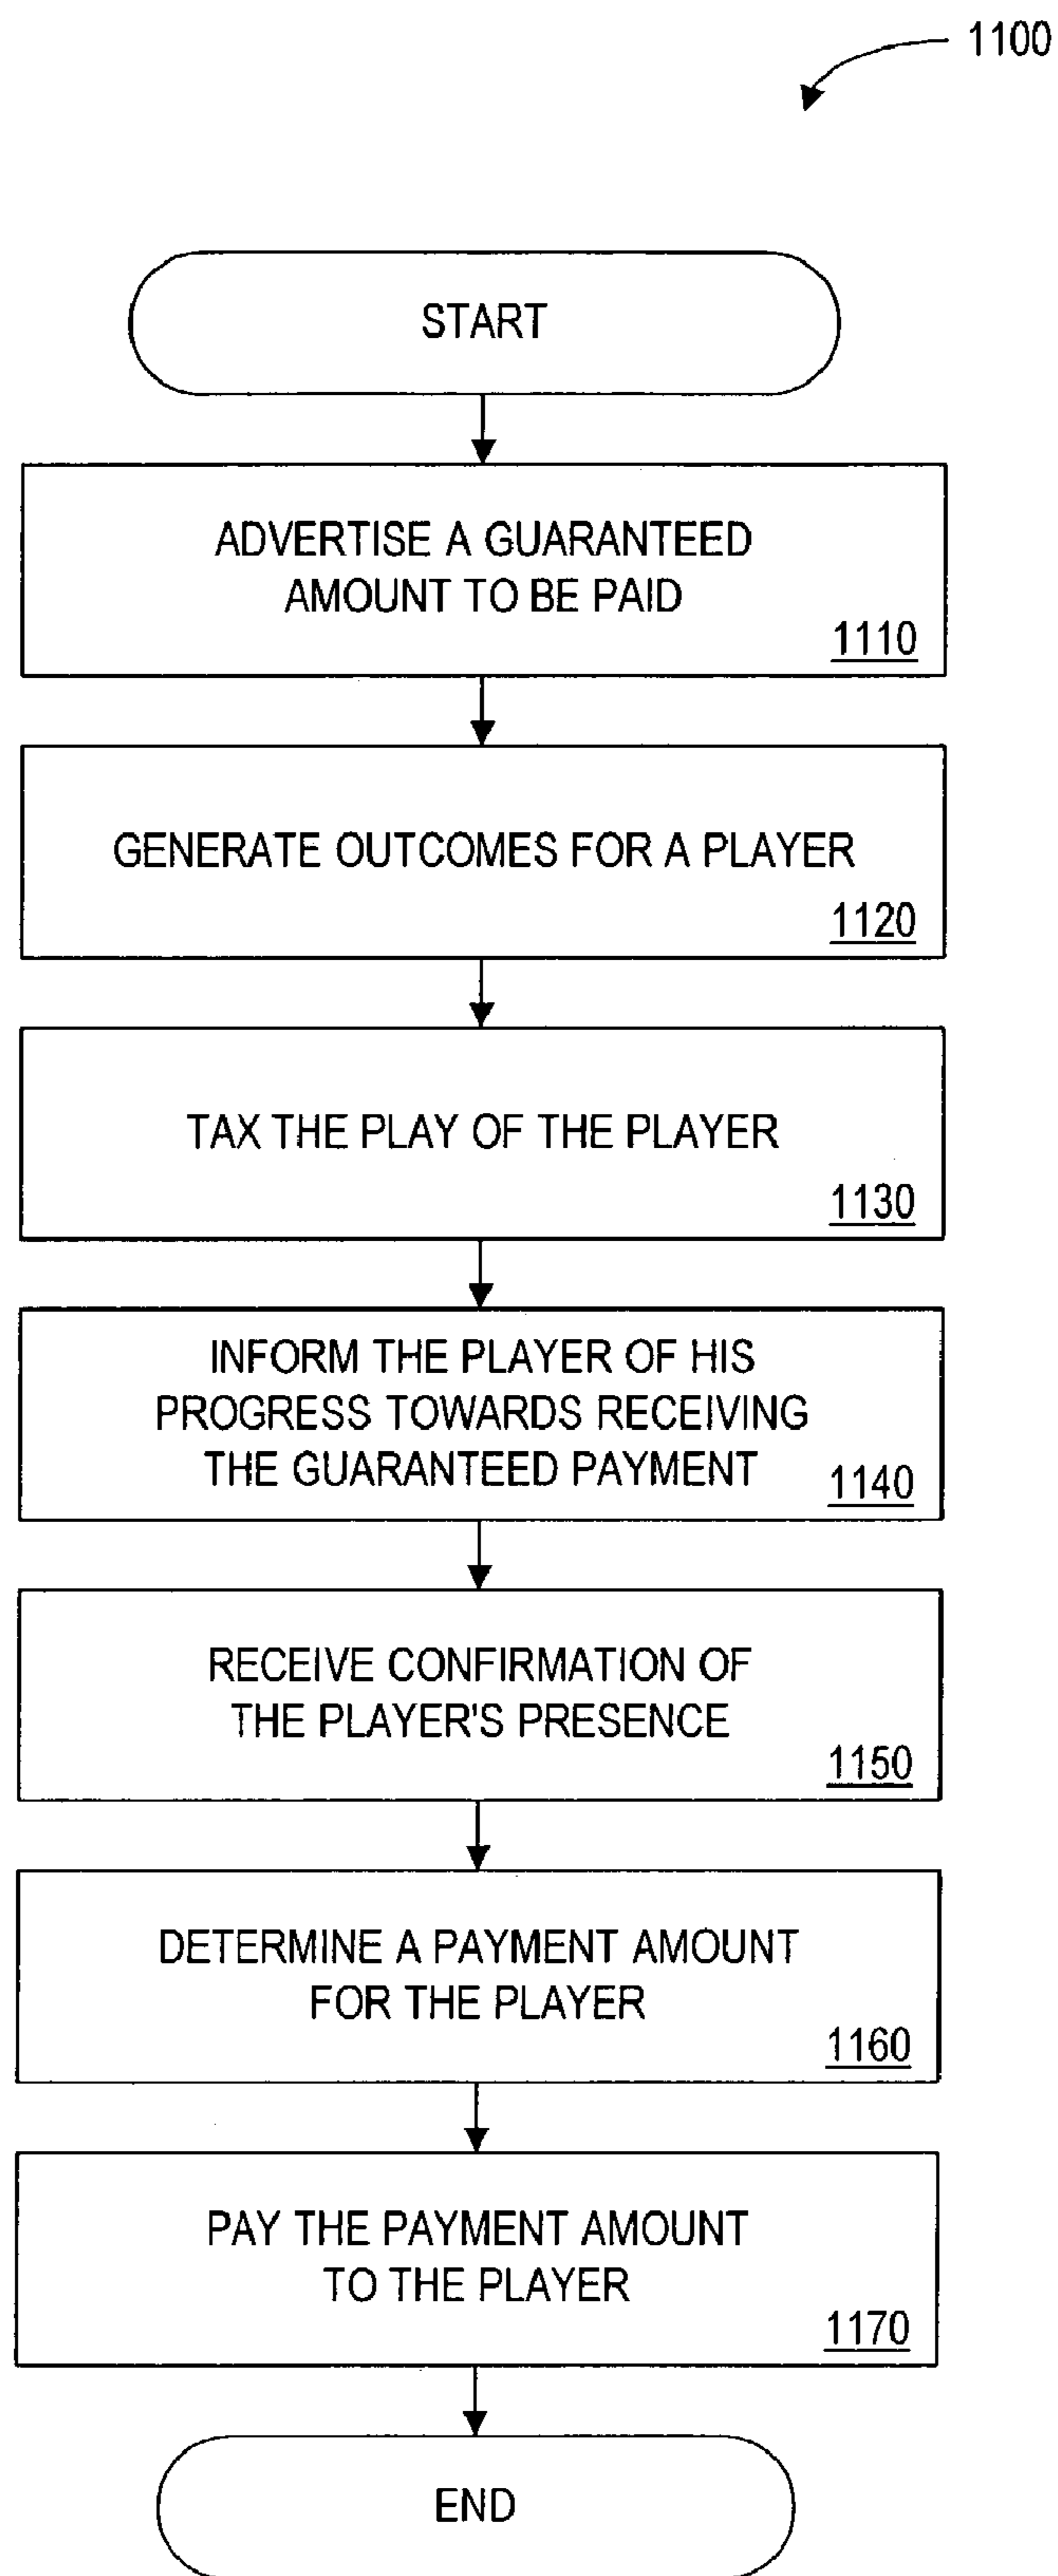 1100
START
ADVERTISE A GUARANTEED
AMOUNT TO BE PAID
1110
GENERATE OUTCOMES FOR A PLAYER
1120
TAX THE PLAY OF THE PLAYER
1130
INFORM THE PLAYER OF HIS
PROGRESS TOWARDS RECEIVING
THE GUARANTEED PAYMENT
1140
RECEIVE CONFIRMATION OF
THE PLAYER'S PRESENCE
1150
DETERMINE A PAYMENT AMOUNT
FOR THE PLAYER
1160
PAY THE PAYMENT AMOUNT
TO THE PLAYER
1170
END